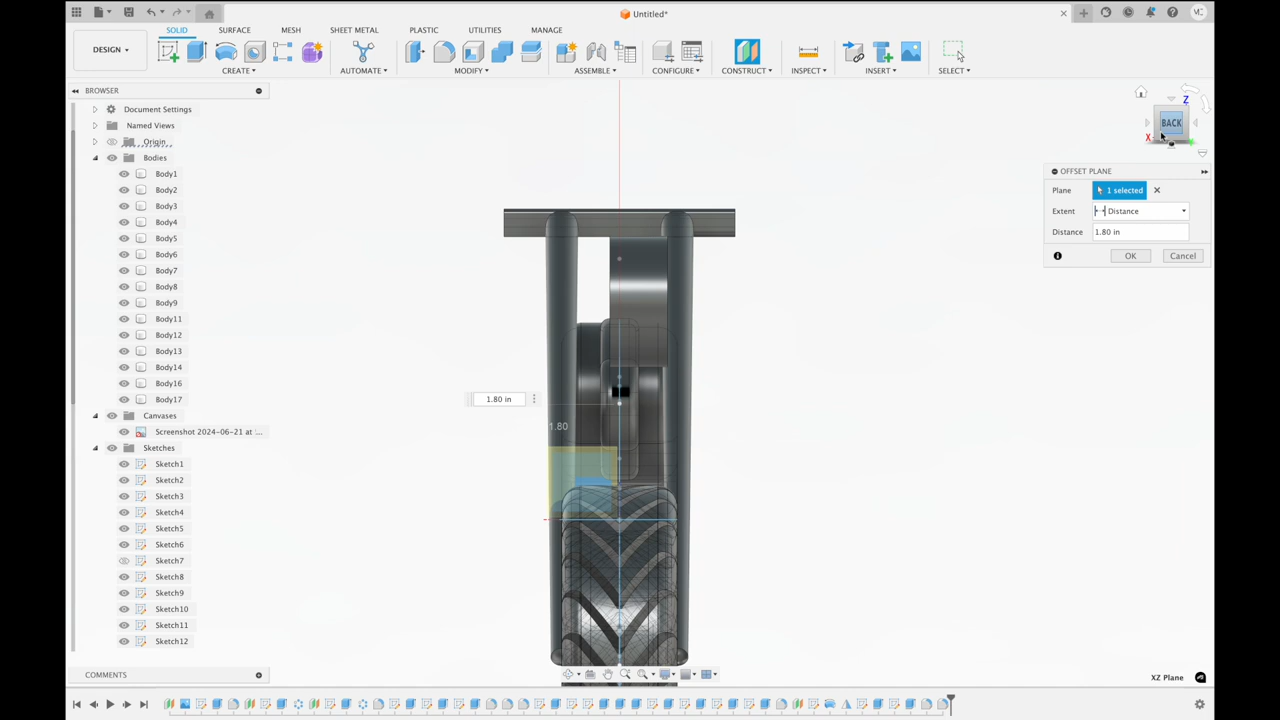 Untitled*
MC
DESIGN
SOLID
SURFACE
MESH
SHEET METAL
PLASTIC
UTILITIES
MANAGE
CREATE
AUTOMATE
MODIFY
ASSEMBLE
CONFIGURE
CONSTRUCT
INSPECT
INSERT
SELECT
BROWSER
Document Settings
Named Views
Origin
Bodies
Body1
Body2
Body3
Body4
Body5
Body6
Body7
Body8
Body9
Body11
Body12
Body13
Body14
Body16
Body17
Canvases
Screenshot 2024-06-21 at '...
Sketches
Sketch1
Sketch2
Sketch3
Sketch4
Sketch5
Sketch6
Sketch7
Sketch8
Sketch9
Sketch10
Sketch11
Sketch12
COMMENTS
1.80 in
1.80
Z
BACK
X
OFFSET PLANE
Plane
1 selected
Extent
Distance
Distance
1.80 in
OK
Cancel
XZ Plane